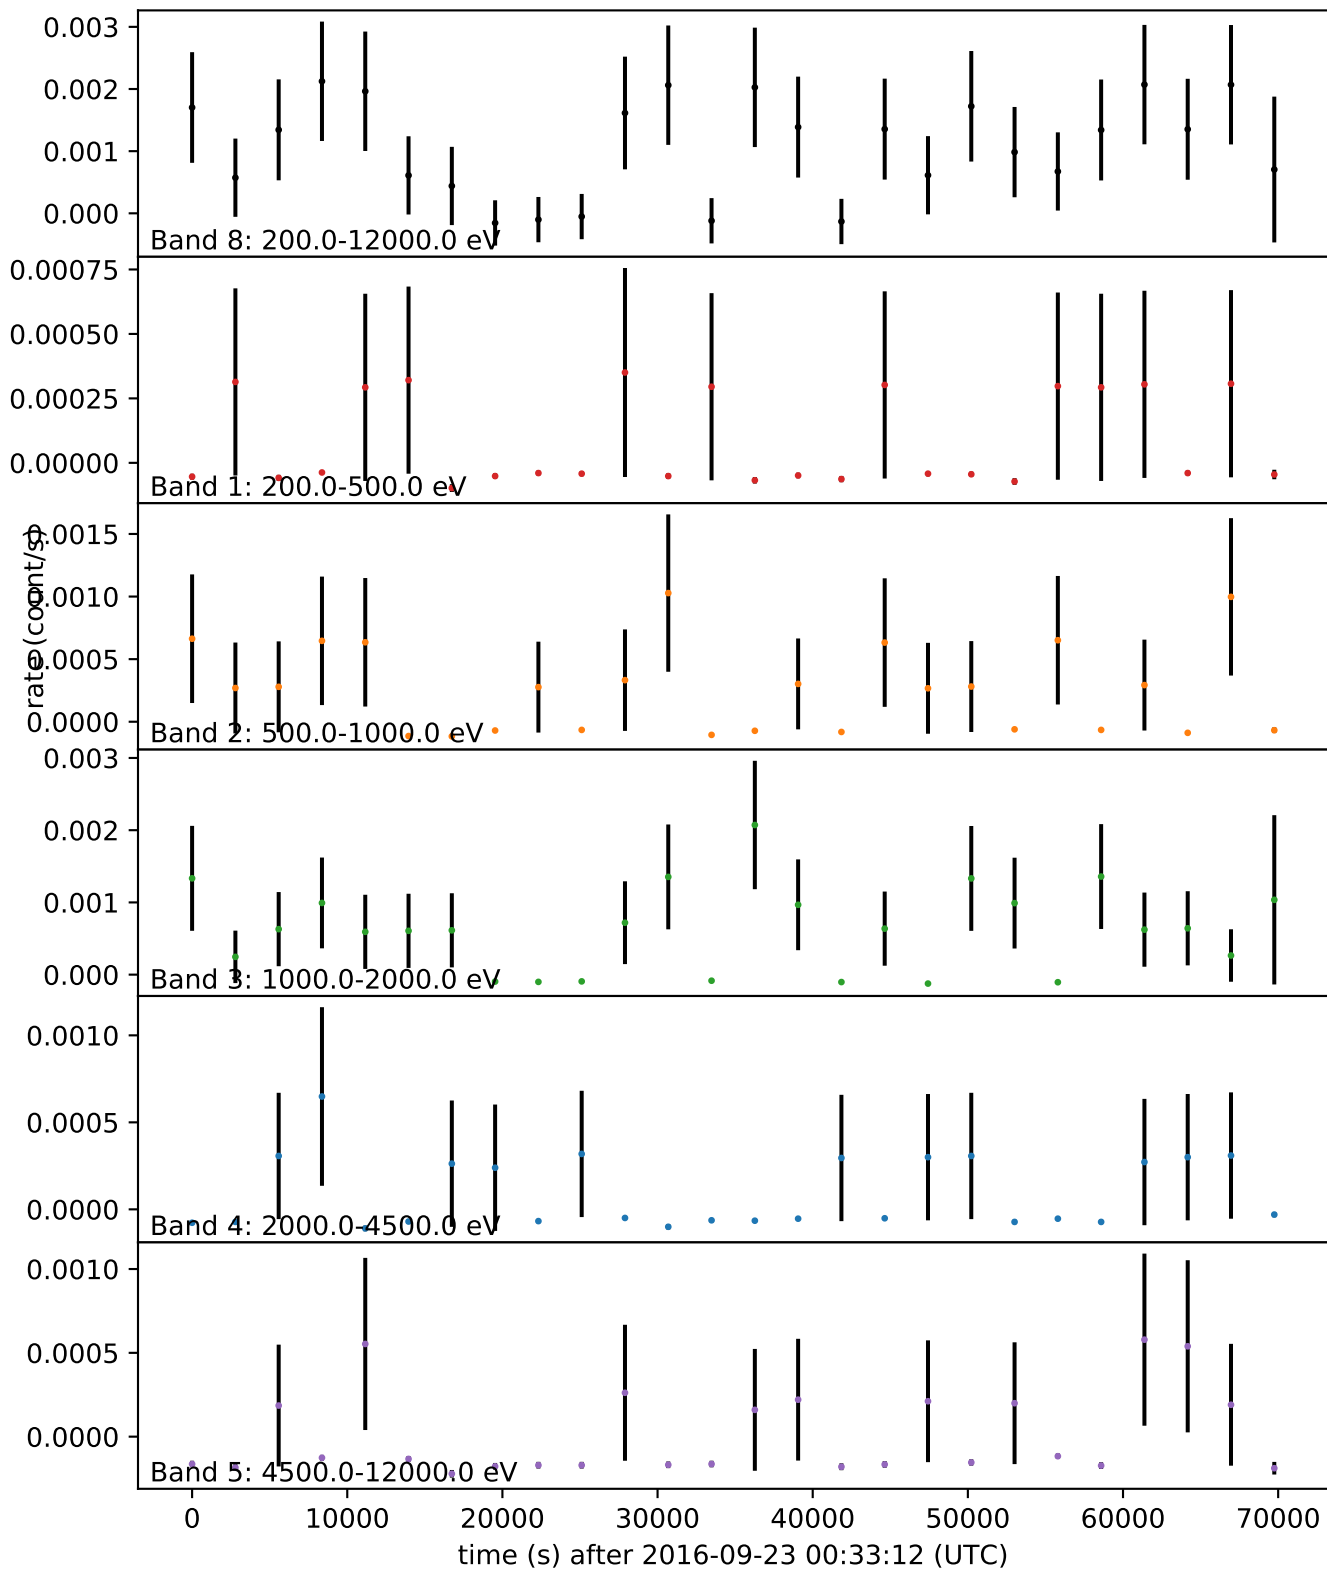 0.003
0.002
0.001
0.000
Band 8: 200.0-12000.0 eV
0.00075
0.00050
0.00025
0.00000
Band 1: 200.0-500.0 eV
rate (count/s)
0.0015
0.0010
0.0005
0.0000
Band 2: 500.0-1000.0 eV
0.003
0.002
0.001
0.000
Band 3: 1000.0-2000.0 eV
0.0010
0.0005
0.0000
Band 4: 2000.0-4500.0 eV
0.0010
0.0005
0.0000
Band 5: 4500.0-12000.0 eV
0 10000 20000 30000 40000 50000 60000 70000
time (s) after 2016-09-23 00:33:12 (UTC)